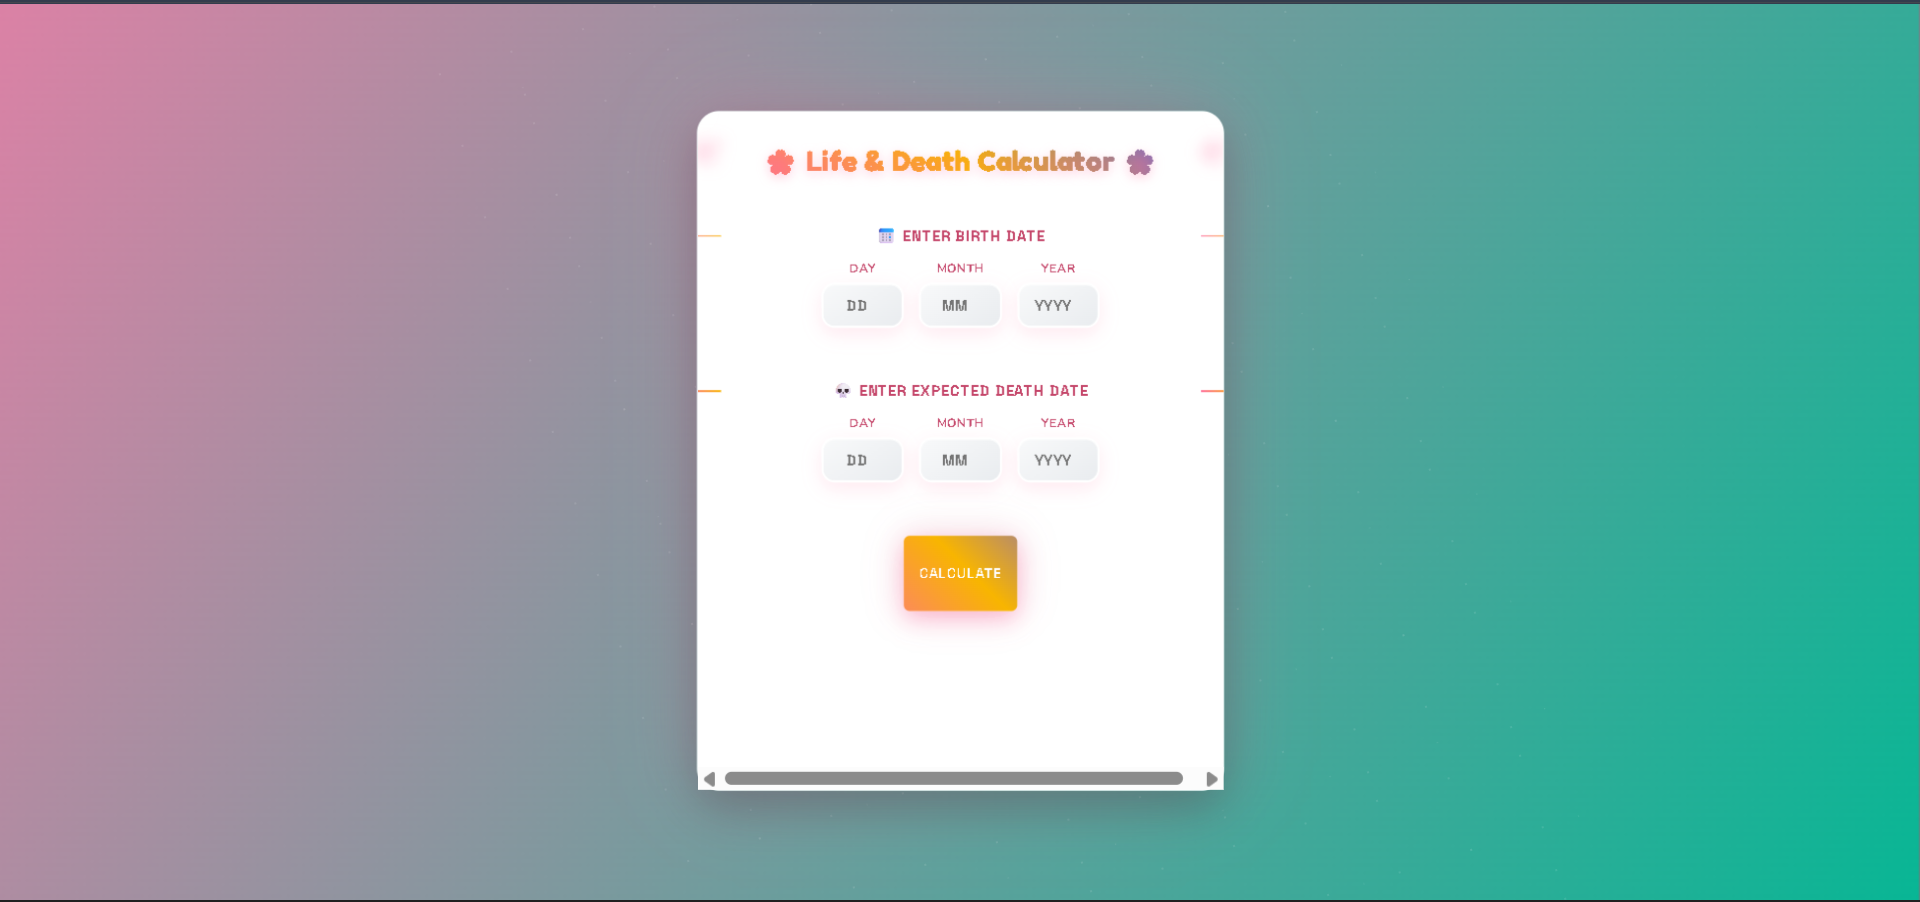 Life & Death Calculator
ENTER BIRTH DATE
DAY MONTH YEAR
DD MM YYYY
ENTER EXPECTED DEATH DATE
DAY MONTH YEAR
DD MM YYYY
CALCULATE